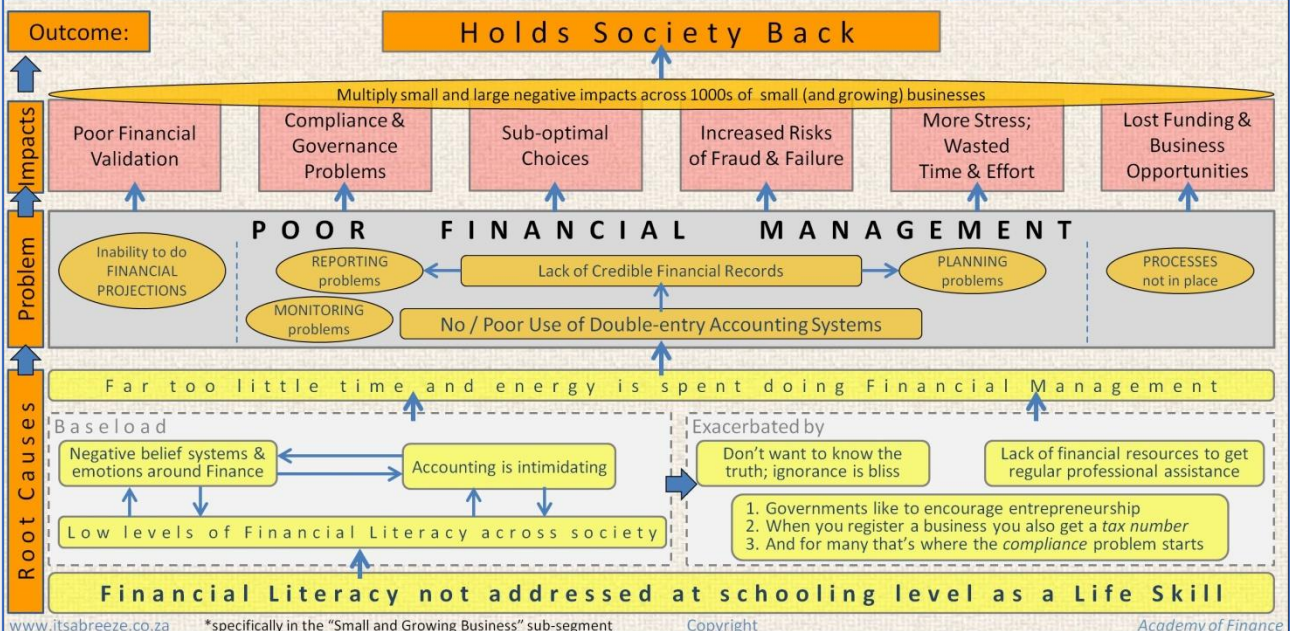 Outcome:
Holds Society Back
Multiply small and large negative impacts across 1000s of small (and growing) businesses
Impacts
Poor Financial
Validation
Compliance &
Governance
Problems
Sub-optimal
Choices
Increased Risks
of Fraud & Failure
More Stress;
Wasted
Time & Effort
Lost Funding &
Business
Opportunities
Problem
POOR FINANCIAL MANAGEMENT
Inability to do
FINANCIAL
PROJECTIONS
REPORTING
problems
Lack of Credible Financial Records
PLANNING
problems
PROCESSES
not in place
MONITORING
problems
No / Poor Use of Double-entry Accounting Systems
Root Causes
Far too little time and energy is spent doing Financial Management
Baseload
Negative belief systems &
emotions around Finance
Accounting is intimidating
Low levels of Financial Literacy across society
Exacerbated by
Don't want to know the
truth; ignorance is bliss
Lack of financial resources to get
regular professional assistance
1. Governments like to encourage entrepreneurship
2. When you register a business you also get a tax number
3. And for many that's where the compliance problem starts
Financial Literacy not addressed at schooling level as a Life Skill
www.itsabreeze.co.za
*specifically in the "Small and Growing Business" sub-segment
Copyright
Academy of Finance